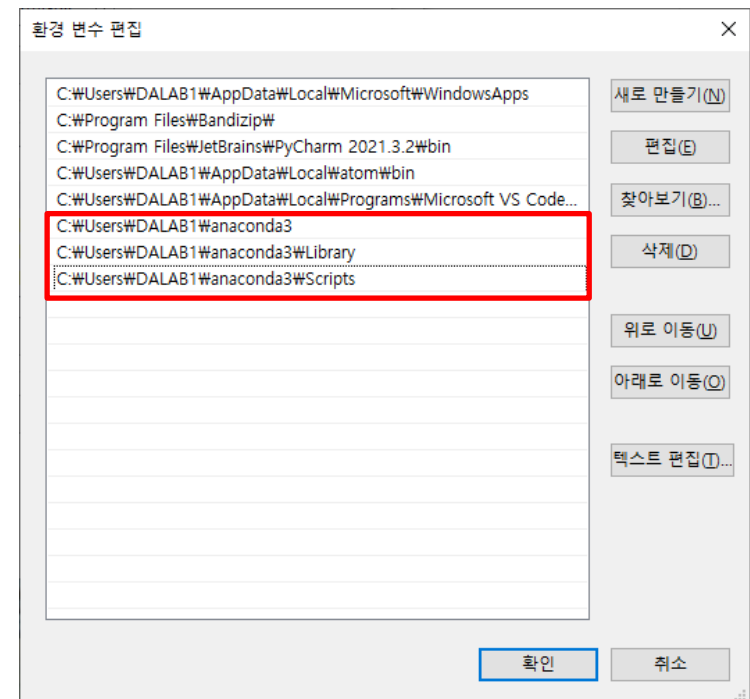 환경 변수 편집
C:₩Users₩DALAB1₩AppData₩Local₩Microsoft₩WindowsApps
C:₩Program Files₩Bandizip₩
C:₩Program Files₩JetBrains₩PyCharm 2021.3.2₩bin
C:₩Users₩DALAB1₩AppData₩Local₩atom₩bin
C:₩Users₩DALAB1₩AppData₩Local₩Programs₩Microsoft VS Code...
C:₩Users₩DALAB1₩anaconda3
C:₩Users₩DALAB1₩anaconda3₩Library
C:₩Users₩DALAB1₩anaconda3₩Scripts
새로 만들기(N)
편집(E)
찾아보기(B)...
삭제(D)
위로 이동(U)
아래로 이동(O)
텍스트 편집(T)...
확인
취소